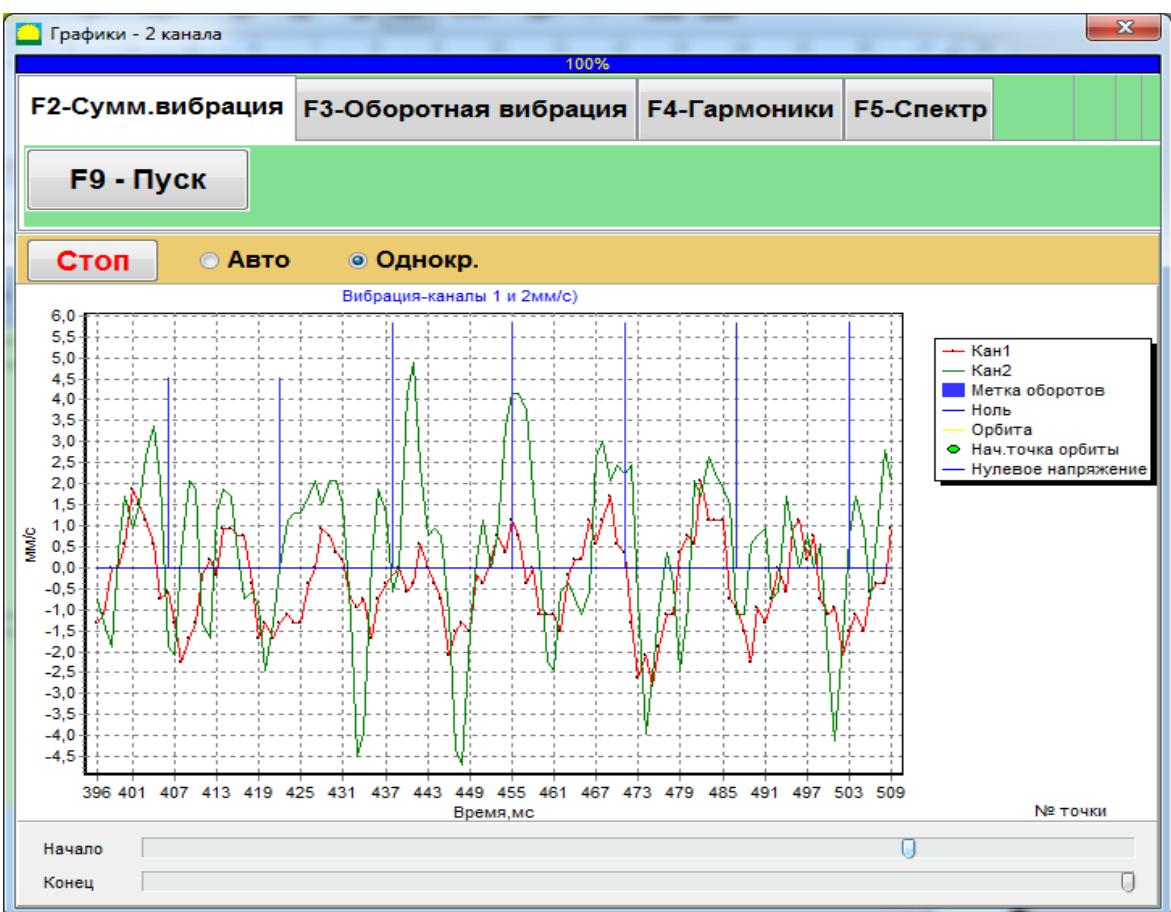 Графики - 2 канала
100%
F2-Сумм.вибрация F3-Оборотная вибрация F4-Гармоники F5-Спектр
F9 - Пуск
Стоп Авто Однокр.
Вибрация-каналы 1 и 2мм/с)
6,0
5,5
5,0
4,5
4,0
3,5
3,0
2,5
2,0
1,5
1,0
0,5
0,0
-0,5
-1,0
-1,5
-2,0
-2,5
-3,0
-3,5
-4,0
-4,5
мм/с
Кан1
Кан2
Метка оборотов
Ноль
Орбита
Нач.точка орбиты
Нулевое напряжение
396 401 407 413 419 425 431 437 443 449 455 461 467 473 479 485 491 497 503 509
Время,мс
№ точки
Начало
Конец